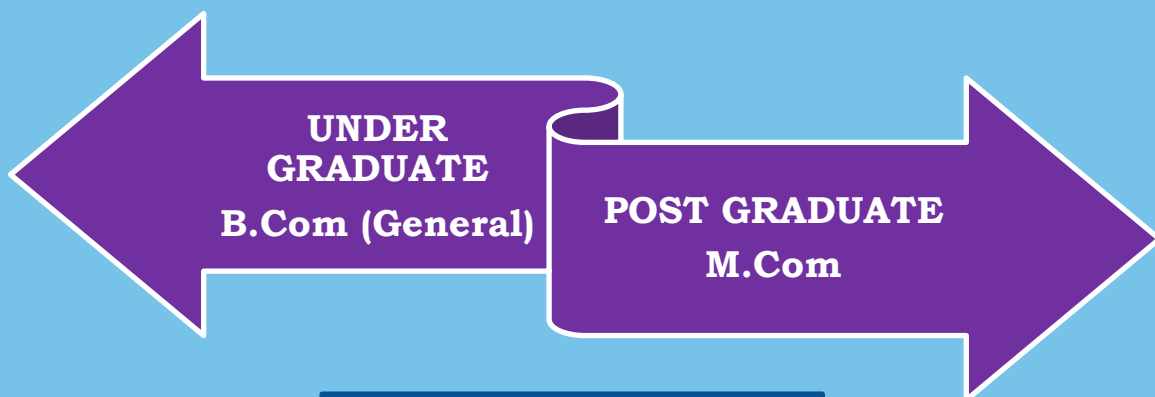 UNDER
GRADUATE
B.Com (General)
POST GRADUATE
M.Com